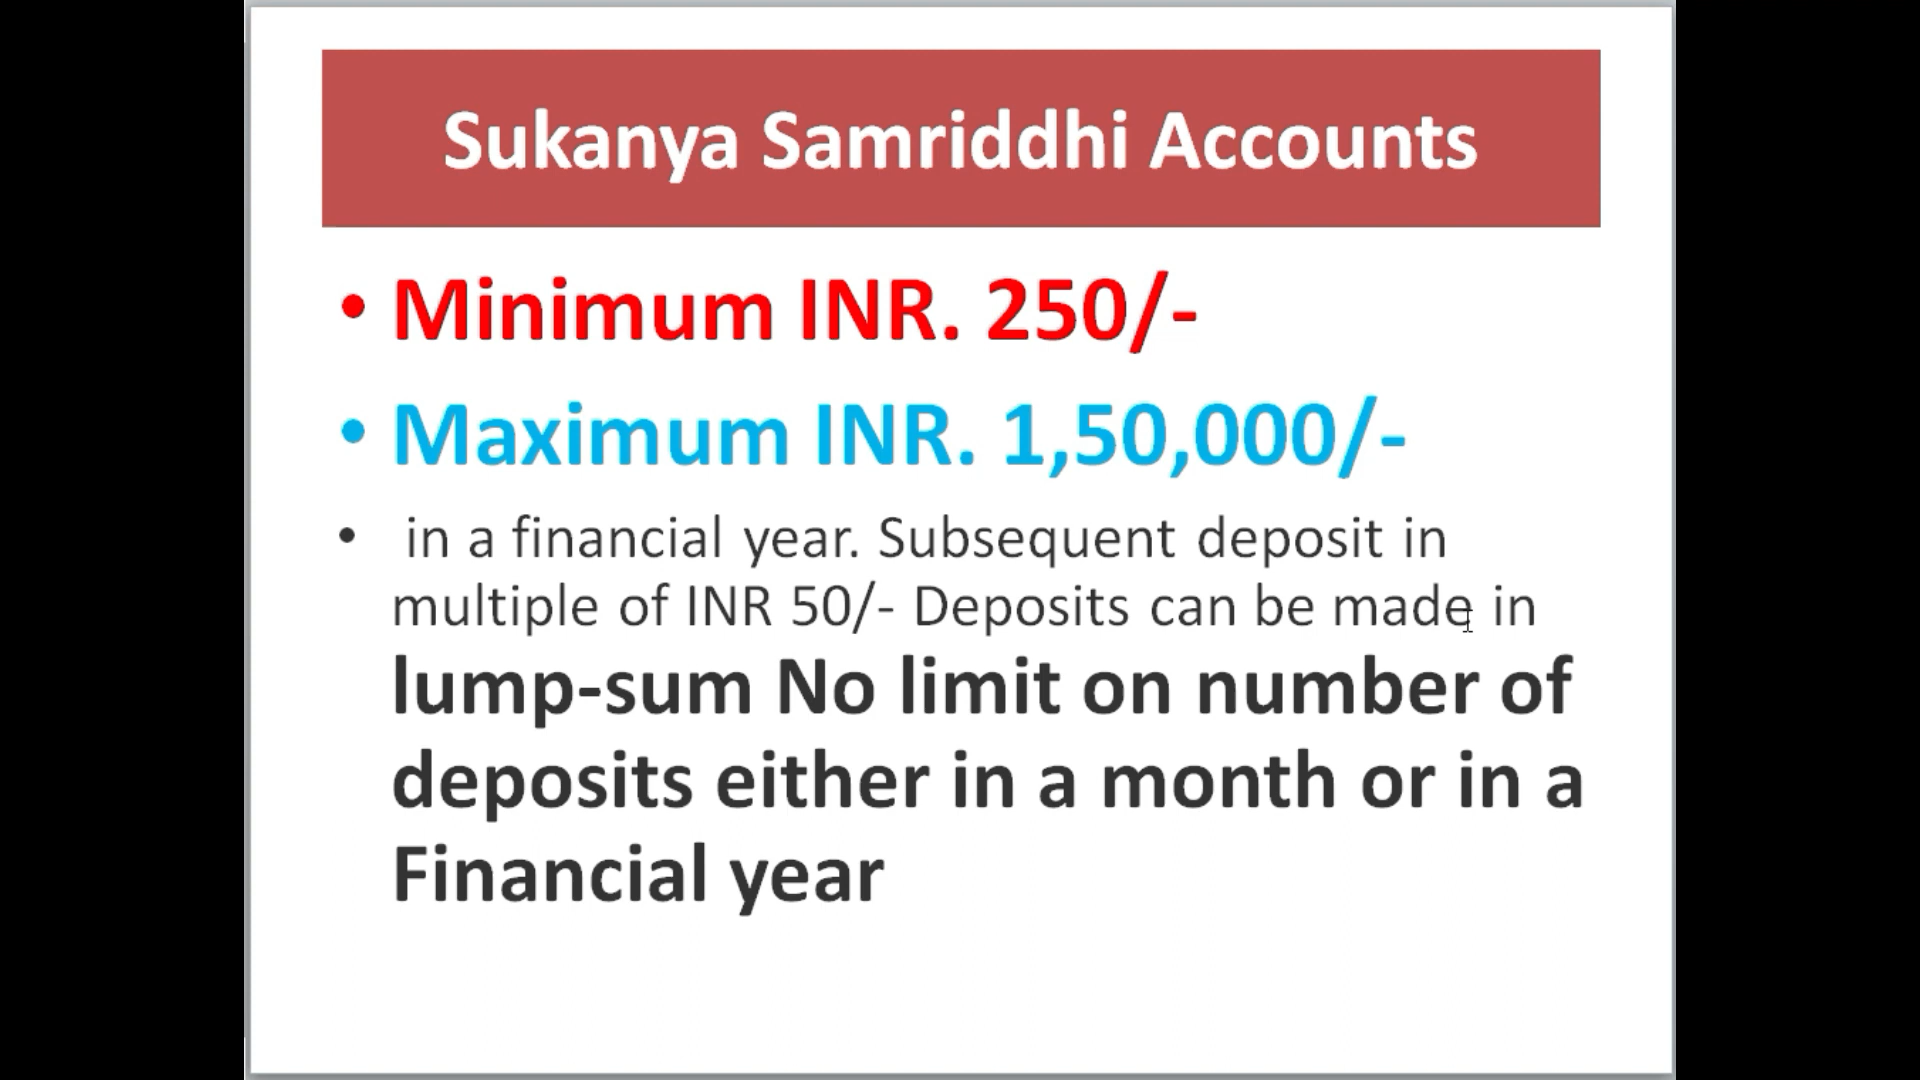 Sukanya Samriddhi Accounts
• Minimum INR. 250/-
• Maximum INR. 1,50,000/-
• in a financial year. Subsequent deposit in
multiple of INR 50/- Deposits can be made in
lump-sum No limit on number of
deposits either in a month or in a
Financial year